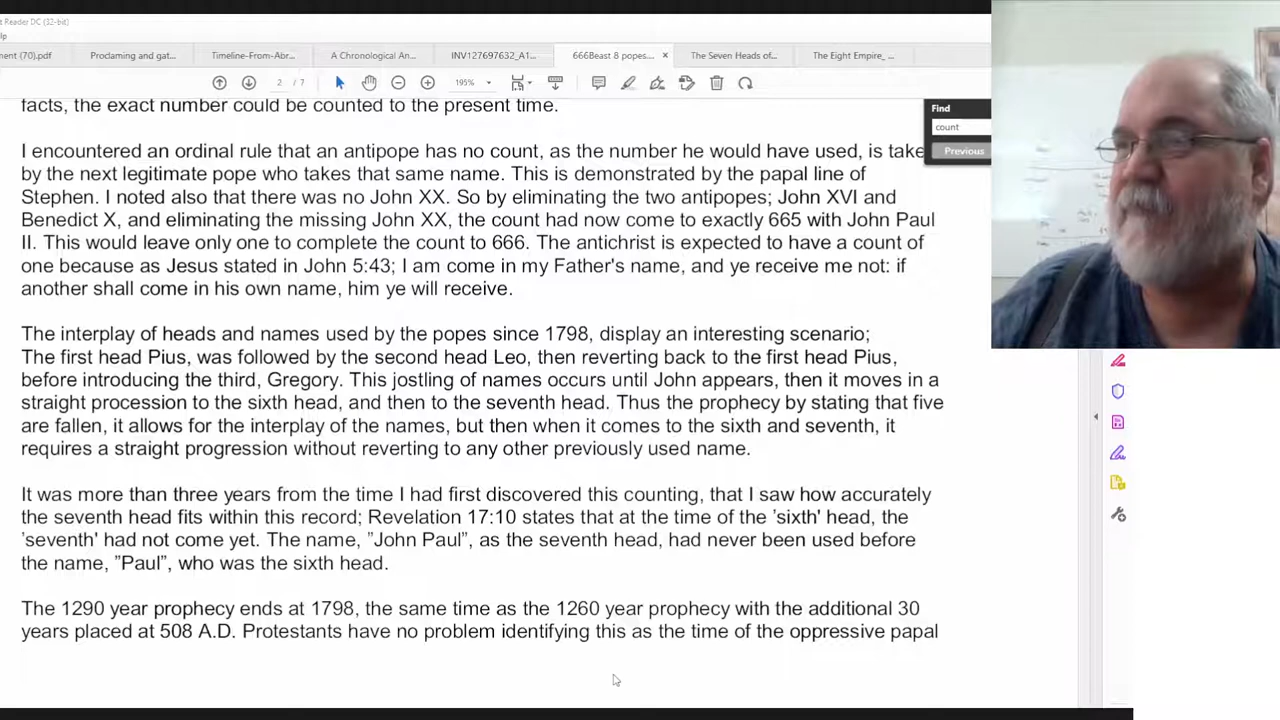 t Reader DC (32-bit)
lp
ment (70).pdf
Proclaming and gat...
Timeline-From-Abr...
A Chronological An...
INV127697632_A1...
666Beast 8 popes... ×
The Seven Heads of...
The Eight Empire_ ...
2 / 7
195%
Find
count
Previous
facts, the exact number could be counted to the present time.
I encountered an ordinal rule that an antipope has no count, as the number he would have used, is take
by the next legitimate pope who takes that same name. This is demonstrated by the papal line of
Stephen. I noted also that there was no John XX. So by eliminating the two antipopes; John XVI and
Benedict X, and eliminating the missing John XX, the count had now come to exactly 665 with John Paul
II. This would leave only one to complete the count to 666. The antichrist is expected to have a count of
one because as Jesus stated in John 5:43; I am come in my Father's name, and ye receive me not: if
another shall come in his own name, him ye will receive.
The interplay of heads and names used by the popes since 1798, display an interesting scenario;
The first head Pius, was followed by the second head Leo, then reverting back to the first head Pius,
before introducing the third, Gregory. This jostling of names occurs until John appears, then it moves in a
straight procession to the sixth head, and then to the seventh head. Thus the prophecy by stating that five
are fallen, it allows for the interplay of the names, but then when it comes to the sixth and seventh, it
requires a straight progression without reverting to any other previously used name.
It was more than three years from the time I had first discovered this counting, that I saw how accurately
the seventh head fits within this record; Revelation 17:10 states that at the time of the 'sixth' head, the
'seventh' had not come yet. The name, ”John Paul”, as the seventh head, had never been used before
the name, ”Paul”, who was the sixth head.
The 1290 year prophecy ends at 1798, the same time as the 1260 year prophecy with the additional 30
years placed at 508 A.D. Protestants have no problem identifying this as the time of the oppressive papal